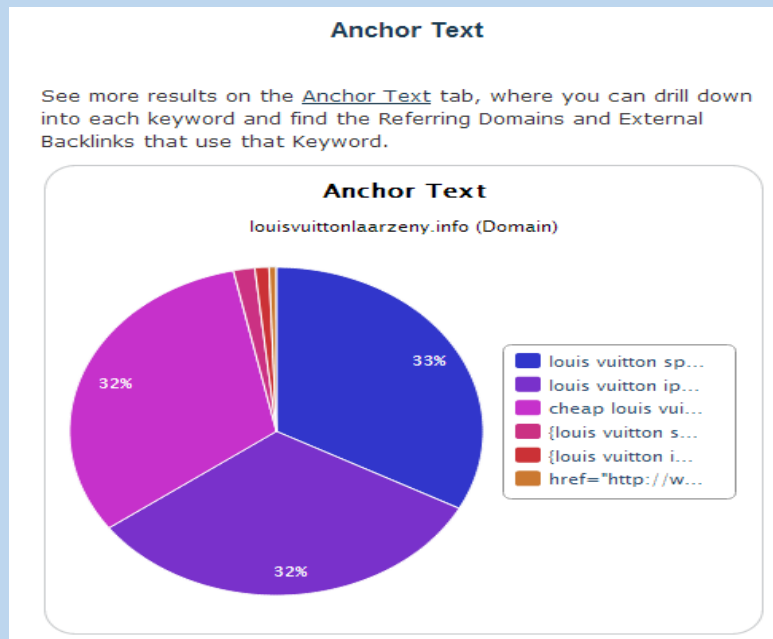 Anchor Text
See more results on the Anchor Text tab, where you can drill down
into each keyword and find the Referring Domains and External
Backlinks that use that Keyword.
Anchor Text
louisvuittonlaarzeny.info (Domain)
33%
32%
32%
louis vuitton sp...
louis vuitton ip...
cheap louis vui...
{louis vuitton s...
{louis vuitton i...
href="http://w...